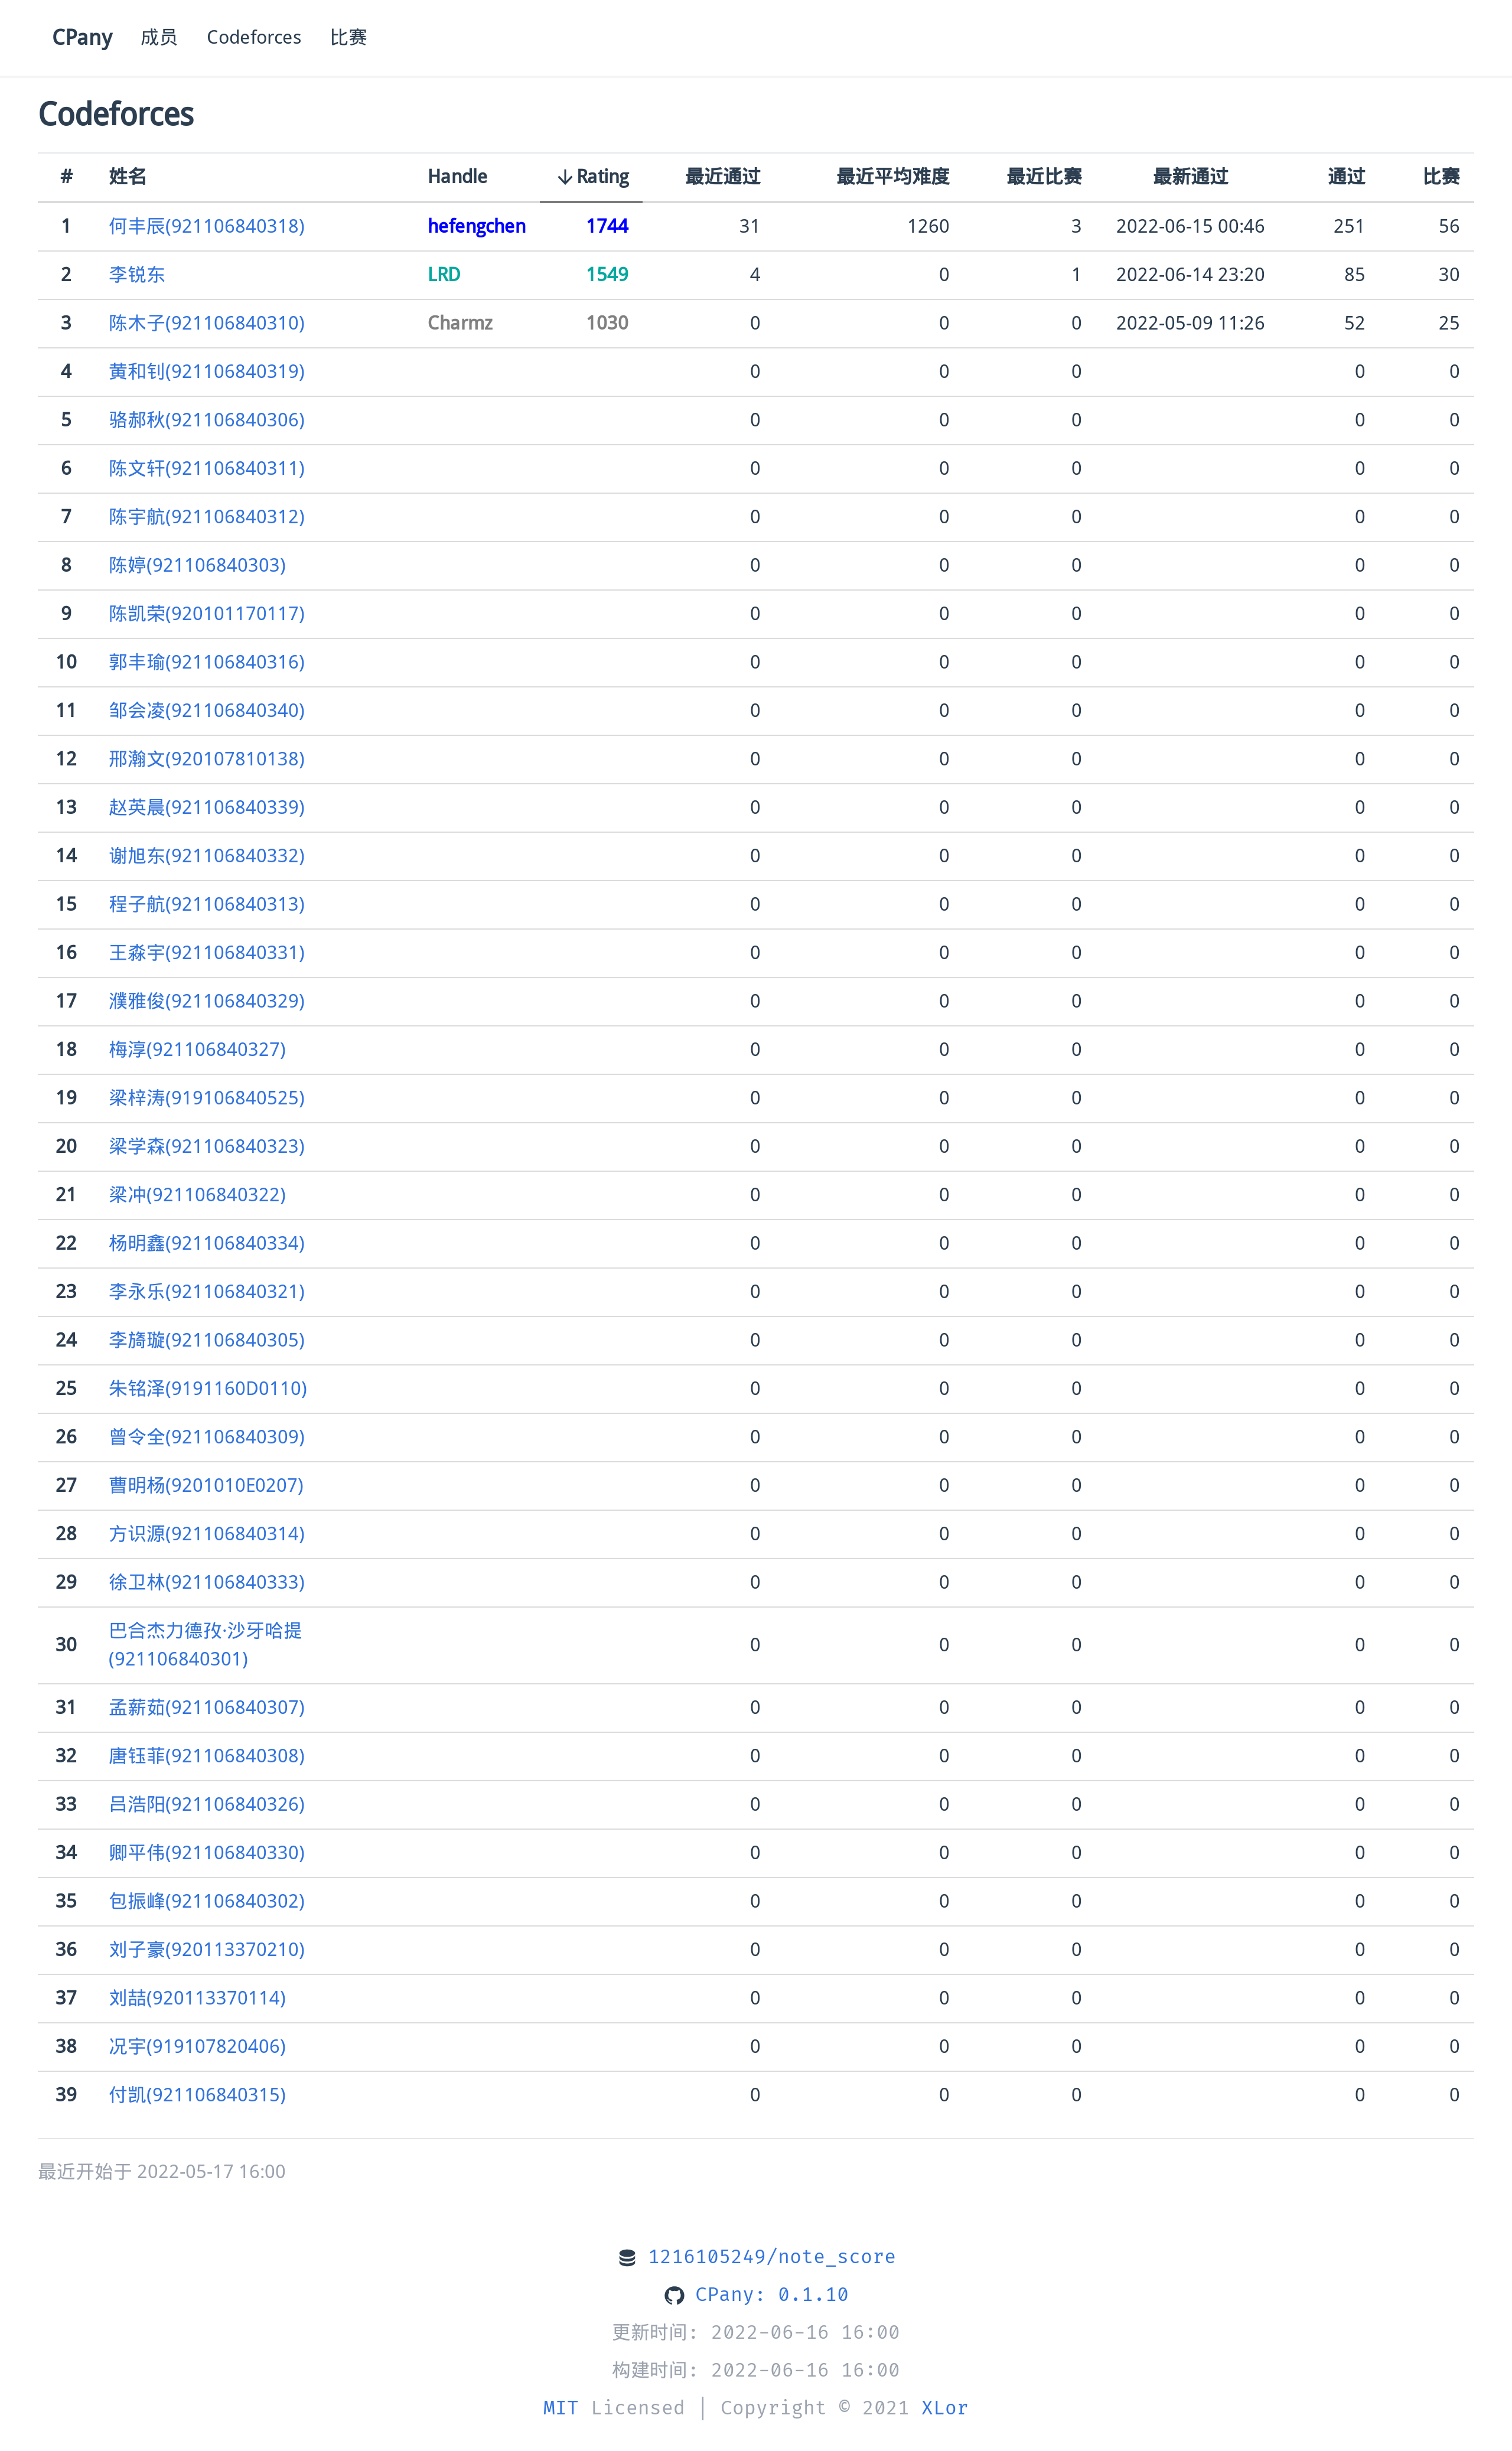 CPany 成员 Codeforces 比赛
Codeforces
# 姓名 Handle ↓ Rating 最近通过 最近平均难度 最近比赛 最新通过 通过 比赛
1 何丰辰(921106840318) hefengchen 1744 31 1260 3 2022-06-15 00:46 251 56
2 李锐东 LRD 1549 4 0 1 2022-06-14 23:20 85 30
3 陈木子(921106840310) Charmz 1030 0 0 0 2022-05-09 11:26 52 25
4 黄和钊(921106840319) 0 0 0 0 0
5 骆郝秋(921106840306) 0 0 0 0 0
6 陈文轩(921106840311) 0 0 0 0 0
7 陈宇航(921106840312) 0 0 0 0 0
8 陈婷(921106840303) 0 0 0 0 0
9 陈凯荣(920101170117) 0 0 0 0 0
10 郭丰瑜(921106840316) 0 0 0 0 0
11 邹会凌(921106840340) 0 0 0 0 0
12 邢瀚文(920107810138) 0 0 0 0 0
13 赵英晨(921106840339) 0 0 0 0 0
14 谢旭东(921106840332) 0 0 0 0 0
15 程子航(921106840313) 0 0 0 0 0
16 王淼宇(921106840331) 0 0 0 0 0
17 濮雅俊(921106840329) 0 0 0 0 0
18 梅淳(921106840327) 0 0 0 0 0
19 梁梓涛(919106840525) 0 0 0 0 0
20 梁学森(921106840323) 0 0 0 0 0
21 梁冲(921106840322) 0 0 0 0 0
22 杨明鑫(921106840334) 0 0 0 0 0
23 李永乐(921106840321) 0 0 0 0 0
24 李旖璇(921106840305) 0 0 0 0 0
25 朱铭泽(9191160D0110) 0 0 0 0 0
26 曾令全(921106840309) 0 0 0 0 0
27 曹明杨(9201010E0207) 0 0 0 0 0
28 方识源(921106840314) 0 0 0 0 0
29 徐卫林(921106840333) 0 0 0 0 0
30 巴合杰力德孜·沙牙哈提 0 0 0 0 0
(921106840301)
31 孟薪茹(921106840307) 0 0 0 0 0
32 唐钰菲(921106840308) 0 0 0 0 0
33 吕浩阳(921106840326) 0 0 0 0 0
34 卿平伟(921106840330) 0 0 0 0 0
35 包振峰(921106840302) 0 0 0 0 0
36 刘子豪(920113370210) 0 0 0 0 0
37 刘喆(920113370114) 0 0 0 0 0
38 况宇(919107820406) 0 0 0 0 0
39 付凯(921106840315) 0 0 0 0 0
最近开始于 2022-05-17 16:00
1216105249/note_score
CPany: 0.1.10
更新时间: 2022-06-16 16:00
构建时间: 2022-06-16 16:00
MIT Licensed | Copyright © 2021 XLor